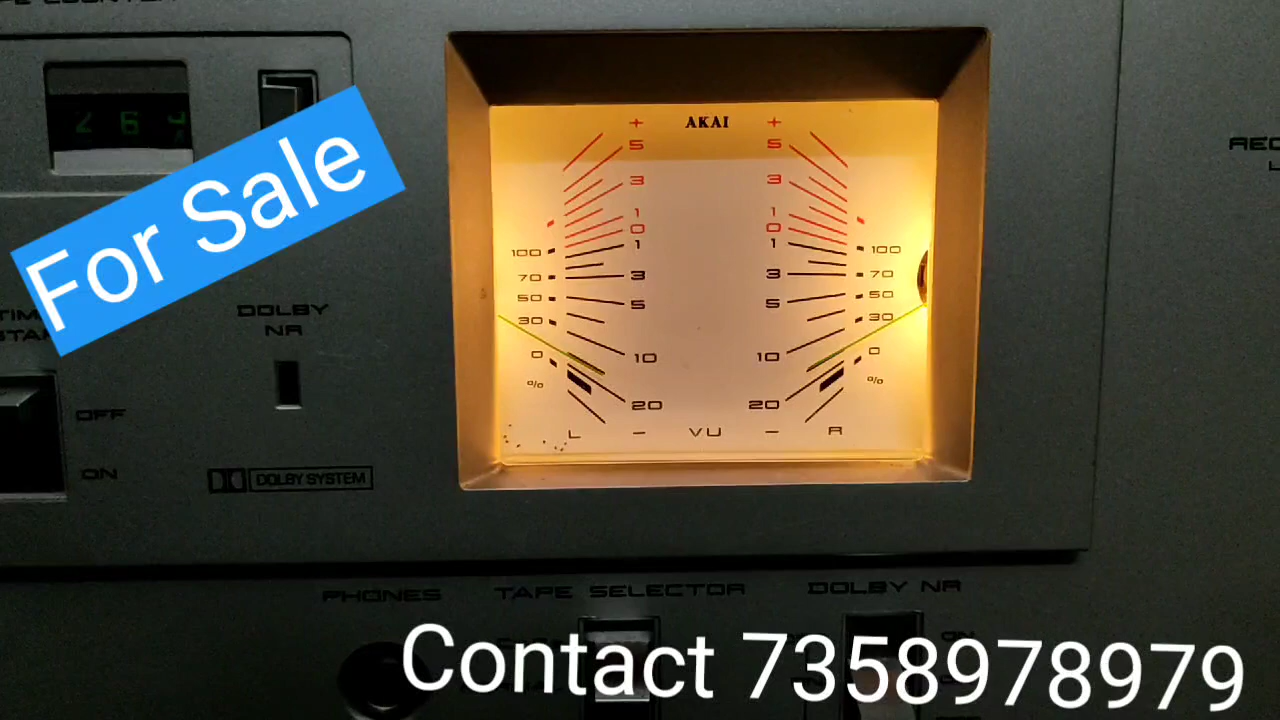 For Sale
DOLBY
NR
OFF
ON
DOLBY SYSTEM
AKAI
+ +
5 5
3 3
1 1
0 0
100 1 1 100
70 3 3 70
50 5 5 50
30 30
0 10 10 0
% %
20 20
L – VU – R
PHONES TAPE SELECTOR DOLBY NR
Contact 7358978979